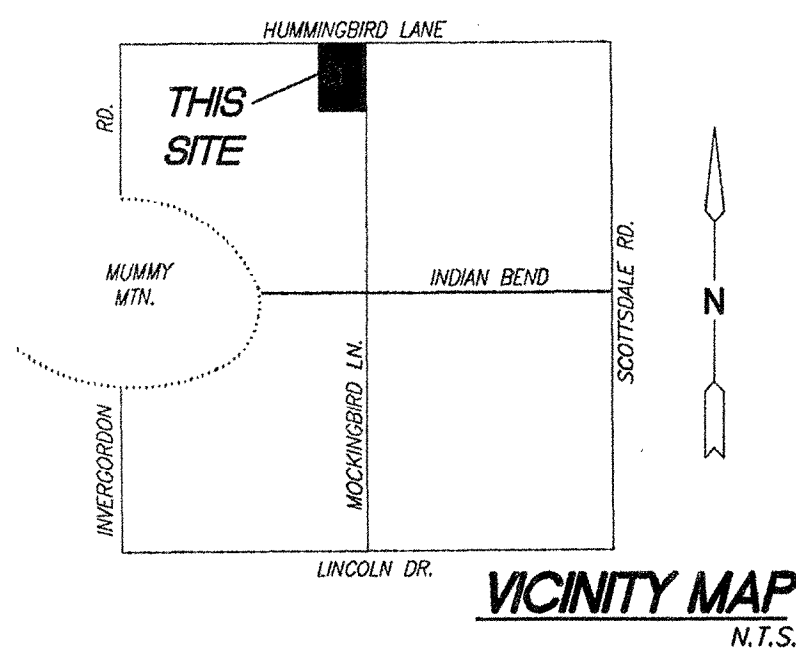 HUMMINGBIRD LANE
THIS
SITE
RD.
MUMMY
MTN.
INDIAN BEND
SCOTTSDALE RD.
N
MOCKINGBIRD LN.
INVERGORDON
LINCOLN DR.
VICINITY MAP
N.T.S.